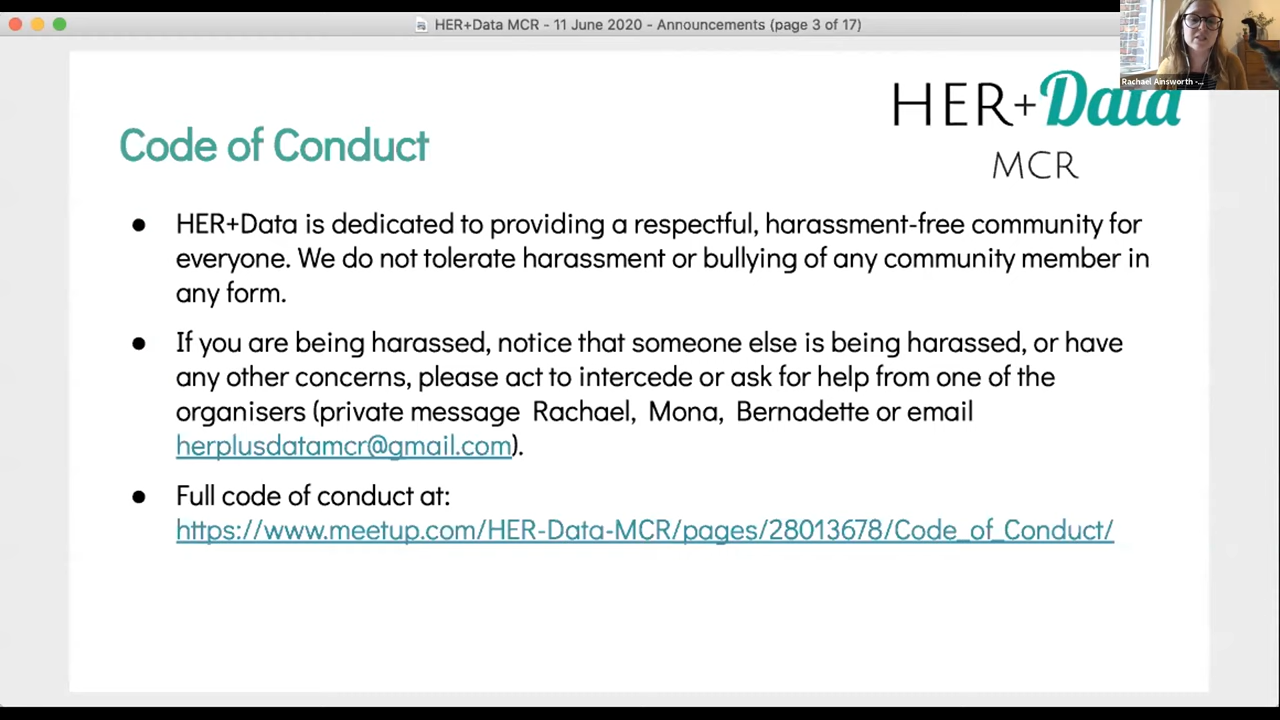 HER+Data MCR - 11 June 2020 - Announcements (page 3 of 17)
Rachael Ainsworth -...
HER+Data
MCR
Code of Conduct
● HER+Data is dedicated to providing a respectful, harassment-free community for
everyone. We do not tolerate harassment or bullying of any community member in
any form.
● If you are being harassed, notice that someone else is being harassed, or have
any other concerns, please act to intercede or ask for help from one of the
organisers (private message Rachael, Mona, Bernadette or email
herplusdatamcr@gmail.com).
● Full code of conduct at:
https://www.meetup.com/HER-Data-MCR/pages/28013678/Code_of_Conduct/